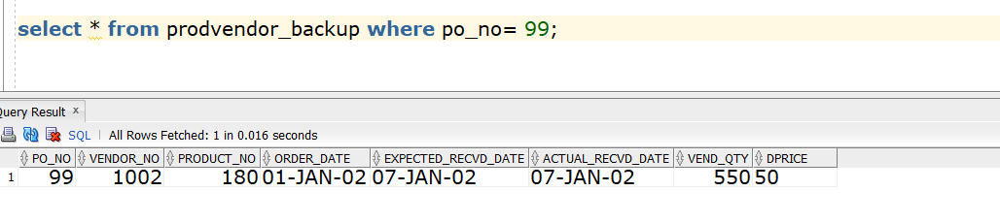 select * from prodvendor_backup where po_no= 99;
Query Result x
SQL | All Rows Fetched: 1 in 0.016 seconds
PO_NO VENDOR_NO PRODUCT_NO ORDER_DATE EXPECTED_RECVD_DATE ACTUAL_RECVD_DATE VEND_QTY DPRICE
1 99 1002 180 01-JAN-02 07-JAN-02 07-JAN-02 550 50